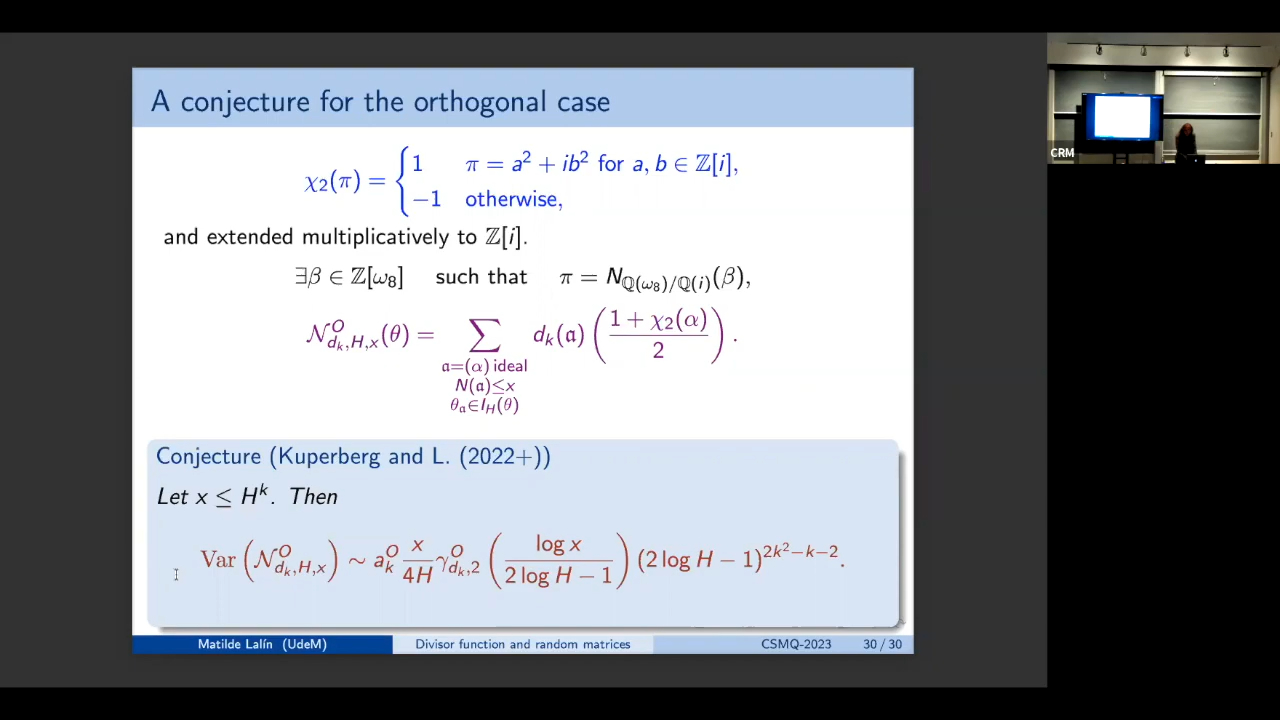 A conjecture for the orthogonal case
χ₂(π) = { 1 π = a² + ib² for a, b ∈ ℤ[i],
−1 otherwise,
and extended multiplicatively to ℤ[i].
∃β ∈ ℤ[ω₈] such that π = N_{ℚ(ω₈)/ℚ(i)}(β),
𝒩^O_{d_k,H,x}(θ) = ∑_{𝔞=(α) ideal, N(𝔞)≤x, θ_𝔞∈I_H(θ)} d_k(𝔞) ((1 + χ₂(α))/2).
Conjecture (Kuperberg and L. (2022+))
Let x ≤ H^k. Then
Var(𝒩^O_{d_k,H,x}) ∼ a^O_k x/4H γ^O_{d_k,2} (log x/(2 log H − 1)) (2 log H − 1)^{2k²−k−2}.
Matilde Lalín (UdeM) Divisor function and random matrices CSMQ-2023 30 / 30
CRM